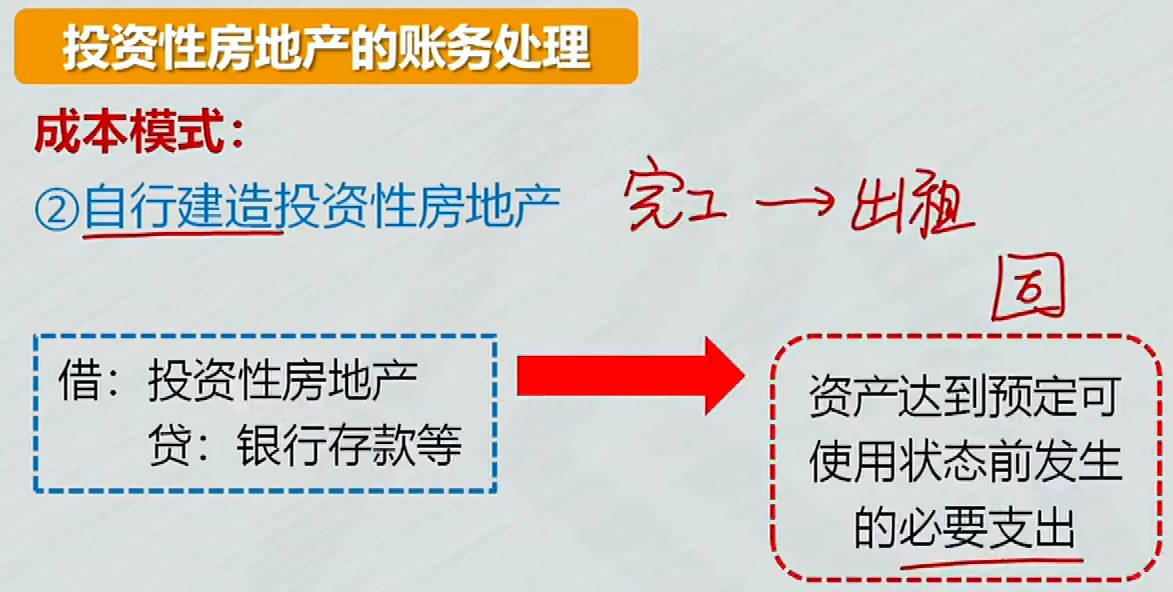 投资性房地产的账务处理
成本模式：
②自行建造投资性房地产
完工→出租
借：投资性房地产
贷：银行存款等
资产达到预定可
使用状态前发生
的必要支出